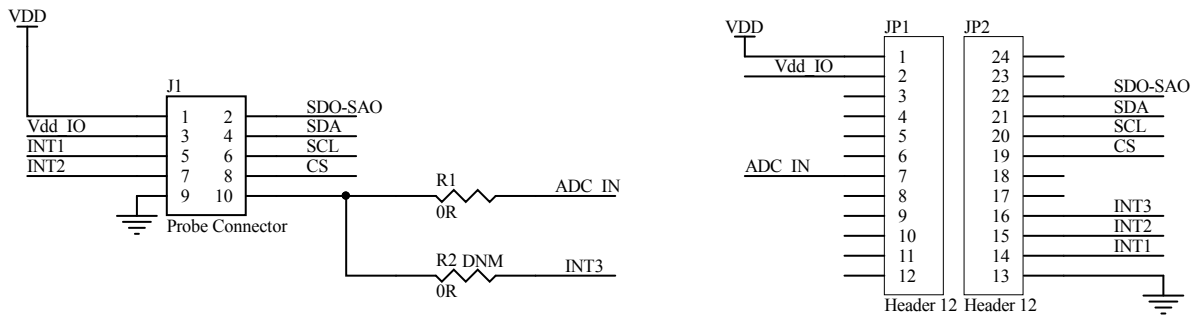 VDD
J1
1 2 SDO-SAO
Vdd_IO 3 4 SDA
INT1 5 6 SCL
INT2 7 8 CS
9 10
Probe Connector
R1
0R
ADC_IN
R2 DNM
0R
INT3
VDD
JP1
1
Vdd_IO 2
3
4
5
6
ADC_IN 7
8
9
10
11
12
Header 12
JP2
24
23
22 SDO-SAO
21 SDA
20 SCL
19 CS
18
17
16 INT3
15 INT2
14 INT1
13
Header 12